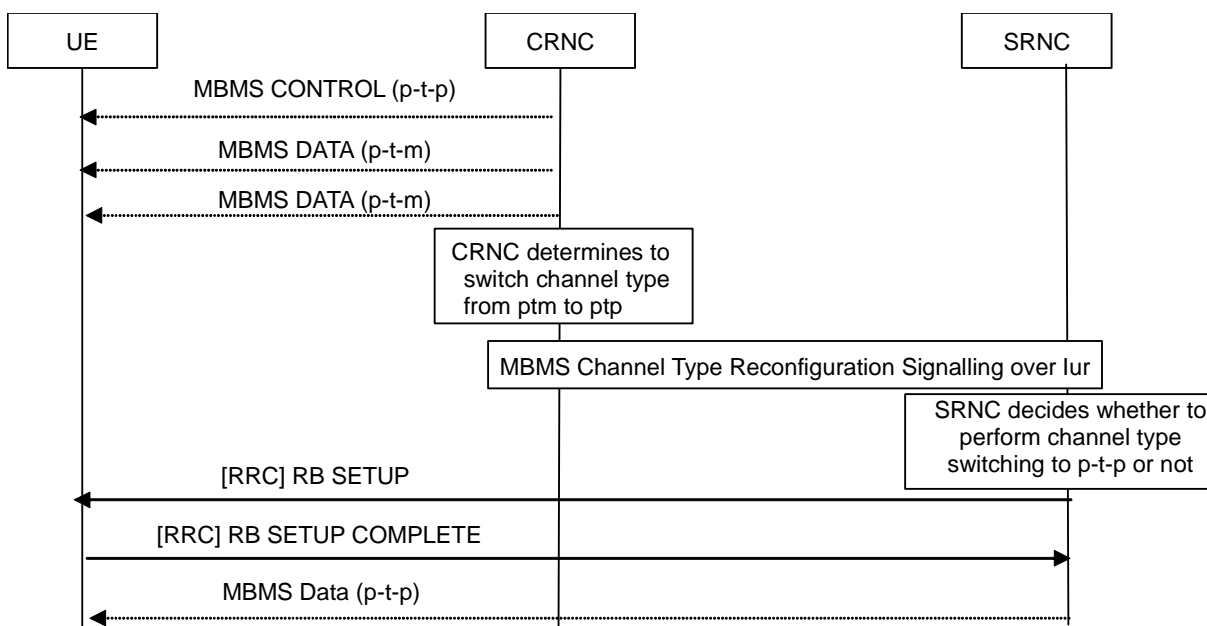 UE
CRNC
SRNC
MBMS CONTROL (p-t-p)
MBMS DATA (p-t-m)
MBMS DATA (p-t-m)
CRNC determines to
switch channel type
from ptm to ptp
MBMS Channel Type Reconfiguration Signalling over Iur
SRNC decides whether to
perform channel type
switching to p-t-p or not
[RRC] RB SETUP
[RRC] RB SETUP COMPLETE
MBMS Data (p-t-p)